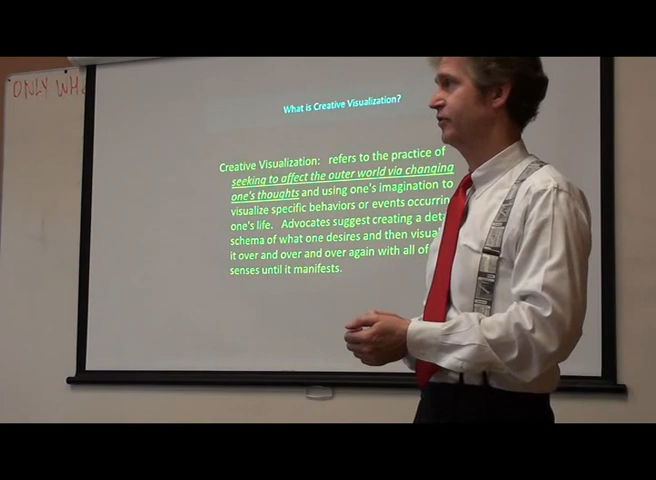 ONLY WH
What is Creative Visualization?
Creative Visualization: refers to the practice of
seeking to affect the outer world via changing
one's thoughts and using one's imagination to
visualize specific behaviors or events occurrin
one's life. Advocates suggest creating a deta
schema of what one desires and then visual
it over and over and over again with all of
senses until it manifests.